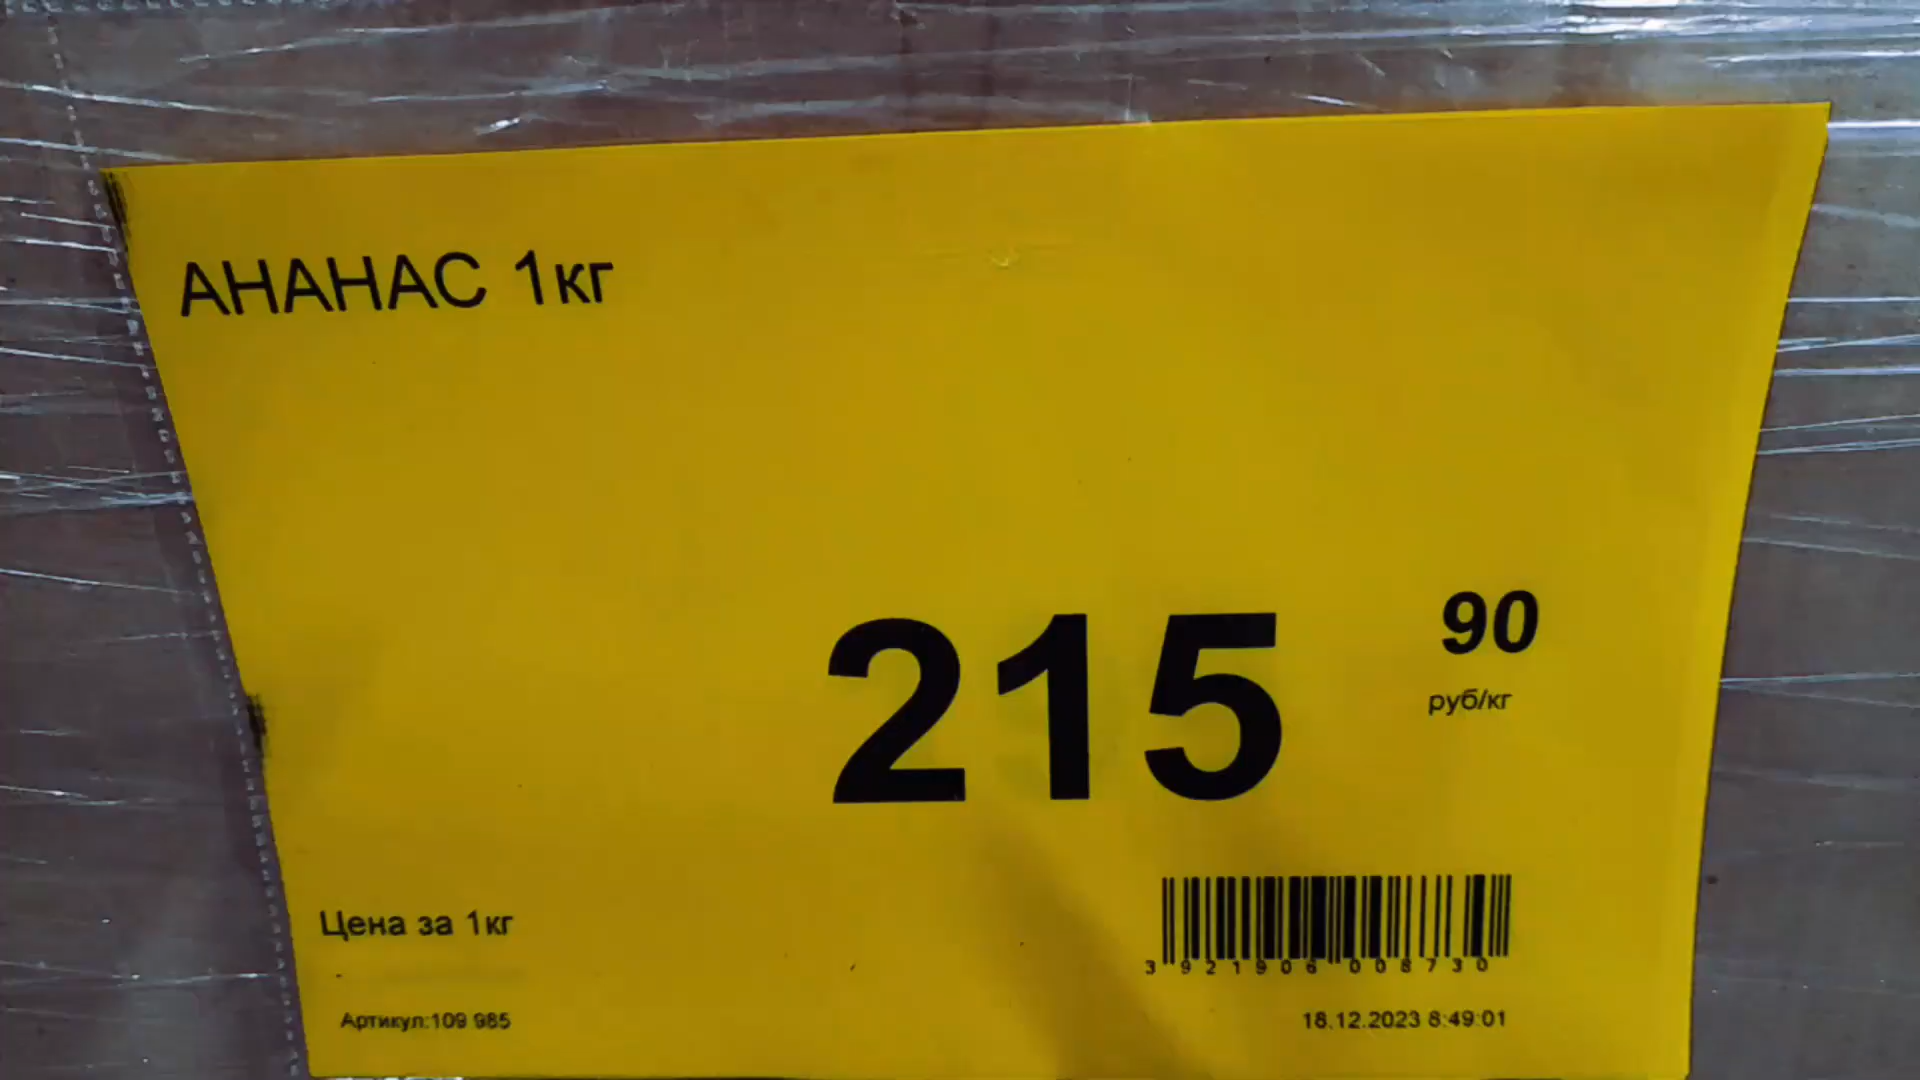 АНАНАС 1кг
215 90
руб/кг
Цена за 1кг
3 921906 008730
Артикул:109 985
18.12.2023 8:49:01